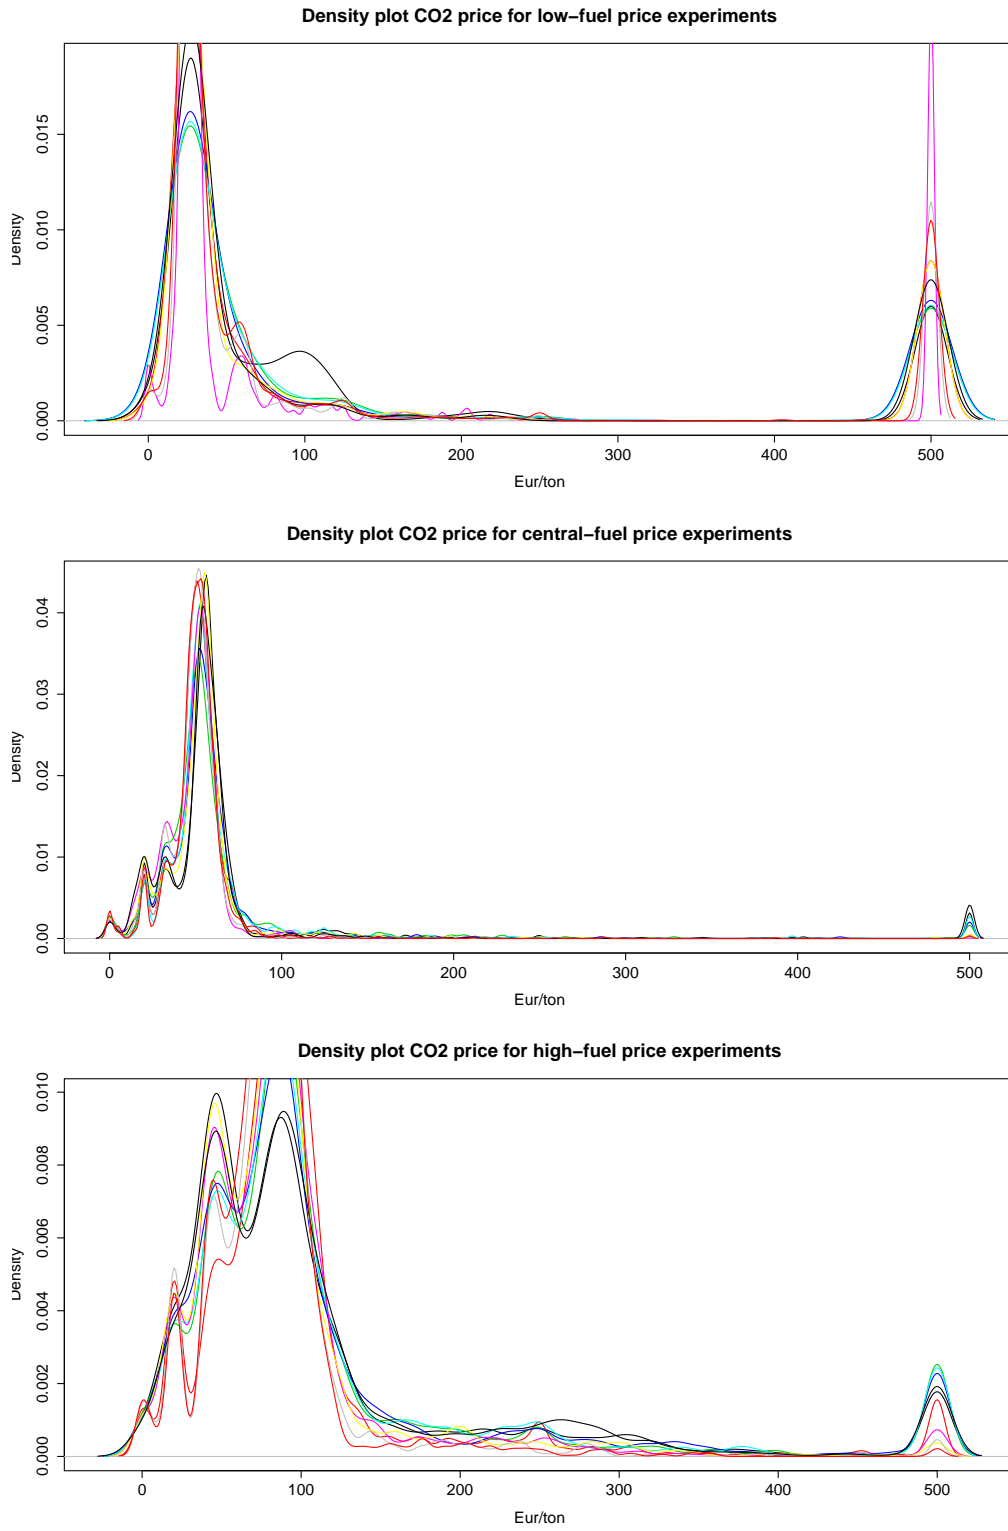 Density plot CO2 price for low−fuel price experiments
0.015
0.010
Density
0.005
0.000
0 100 200 300 400 500
Eur/ton
Density plot CO2 price for central−fuel price experiments
0.04
0.03
0.02
Density
0.01
0.00
0 100 200 300 400 500
Eur/ton
Density plot CO2 price for high−fuel price experiments
0.010
0.008
0.006
Density
0.004
0.002
0.000
0 100 200 300 400 500
Eur/ton